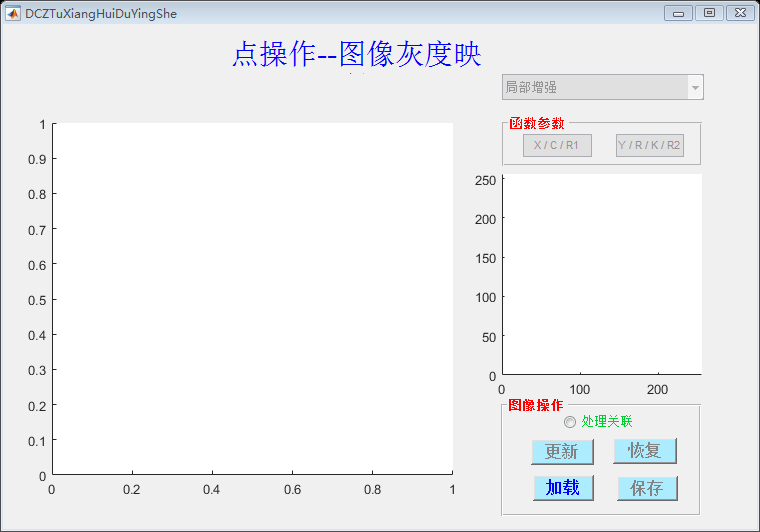 DCZTuXiangHuiDuYingShe
点操作--图像灰度映
局部增强
函数参数
X / C / R1
Y / R / K / R2
1
0.9
0.8
0.7
0.6
0.5
0.4
0.3
0.2
0.1
0
0 0.2 0.4 0.6 0.8 1
250
200
150
100
50
0
0 100 200
图像操作
处理关联
更新 恢复
加载 保存